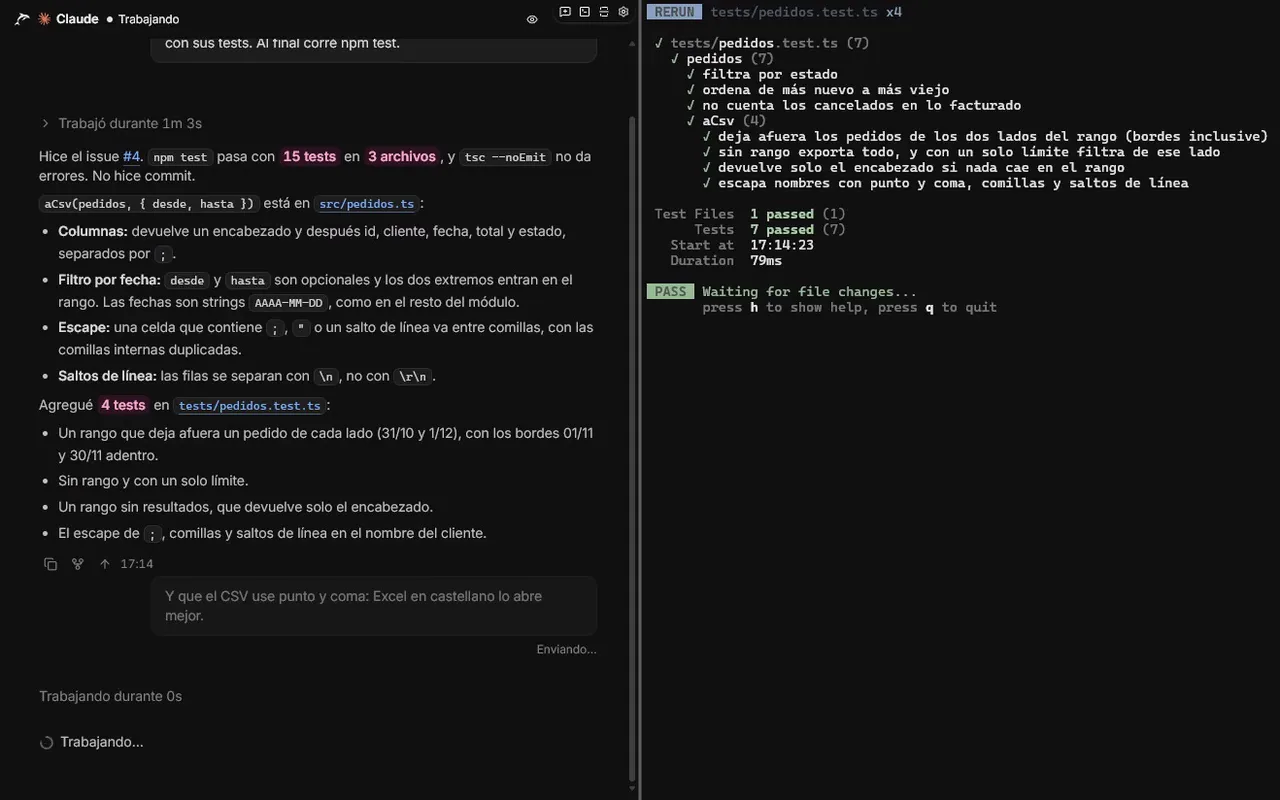 Claude • Trabajando
con sus tests. Al final corré npm test.
Trabajó durante 1m 3s
Hice el issue #4. npm test pasa con 15 tests en 3 archivos, y tsc --noEmit no da
errores. No hice commit.
aCsv(pedidos, { desde, hasta }) está en src/pedidos.ts:
• Columnas: devuelve un encabezado y después id, cliente, fecha, total y estado,
separados por ;.
• Filtro por fecha: desde y hasta son opcionales y los dos extremos entran en el
rango. Las fechas son strings AAAA-MM-DD, como en el resto del módulo.
• Escape: una celda que contiene ;, " o un salto de línea va entre comillas, con las
comillas internas duplicadas.
• Saltos de línea: las filas se separan con \n, no con \r\n.
Agregué 4 tests en tests/pedidos.test.ts:
• Un rango que deja afuera un pedido de cada lado (31/10 y 1/12), con los bordes 01/11
y 30/11 adentro.
• Sin rango y con un solo límite.
• Un rango sin resultados, que devuelve solo el encabezado.
• El escape de ;, comillas y saltos de línea en el nombre del cliente.
17:14
Y que el CSV use punto y coma: Excel en castellano lo abre
mejor.
Enviando...
Trabajando durante 0s
Trabajando...
RERUN tests/pedidos.test.ts x4
✓ tests/pedidos.test.ts (7)
✓ pedidos (7)
✓ filtra por estado
✓ ordena de más nuevo a más viejo
✓ no cuenta los cancelados en lo facturado
✓ aCsv (4)
✓ deja afuera los pedidos de los dos lados del rango (bordes inclusive)
✓ sin rango exporta todo, y con un solo límite filtra de ese lado
✓ devuelve solo el encabezado si nada cae en el rango
✓ escapa nombres con punto y coma, comillas y saltos de línea
Test Files 1 passed (1)
Tests 7 passed (7)
Start at 17:14:23
Duration 79ms
PASS Waiting for file changes...
press h to show help, press q to quit